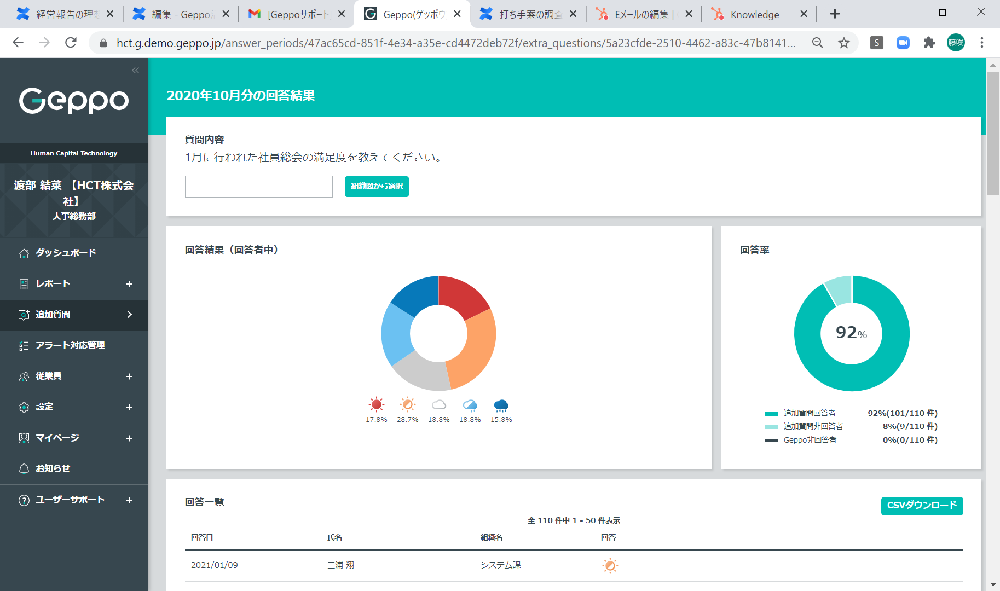 経営報告の理想
編集 - Geppo活
[Geppoサポート]
Geppo(ゲッポウ
打ち手案の調査
Eメールの編集 |
Knowledge
hct.g.demo.geppo.jp/answer_periods/47ac65cd-851f-4e34-a35e-cd4472deb72f/extra_questions/5a23cfde-2510-4462-a83c-47b8141...
S
藤咲
Geppo
Human Capital Technology
渡部 結菜 【HCT株式会
社】
人事総務部
ダッシュボード
レポート
追加質問
アラート対応管理
従業員
設定
マイページ
お知らせ
ユーザーサポート
2020年10月分の回答結果
質問内容
1月に行われた社員総会の満足度を教えてください。
組織図から選択
回答結果（回答者中）
17.8%
28.7%
18.8%
18.8%
15.8%
回答率
92%
追加質問回答者 92%(101/110 件)
追加質問非回答者 8%(9/110 件)
Geppo非回答者 0%(0/110 件)
回答一覧
CSVダウンロード
全 110 件中 1 - 50 件表示
回答日 氏名 組織名 回答
2021/01/09 三浦 翔 システム課